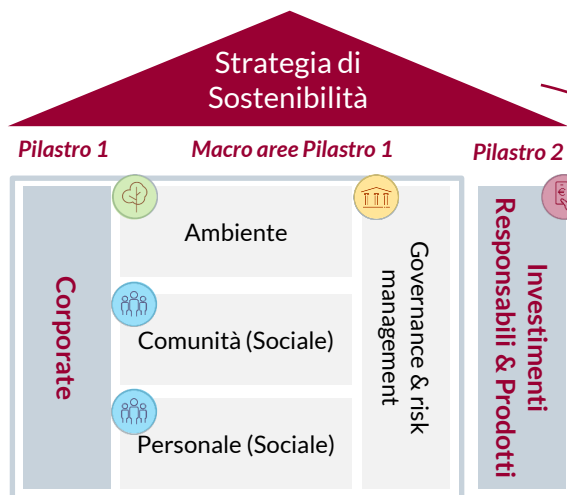 Strategia di
Sostenibilità
Pilastro 1
Macro aree Pilastro 1
Pilastro 2
Corporate
Ambiente
Comunità (Sociale)
Personale (Sociale)
Governance & risk
management
Investimenti
Responsabili & Prodotti